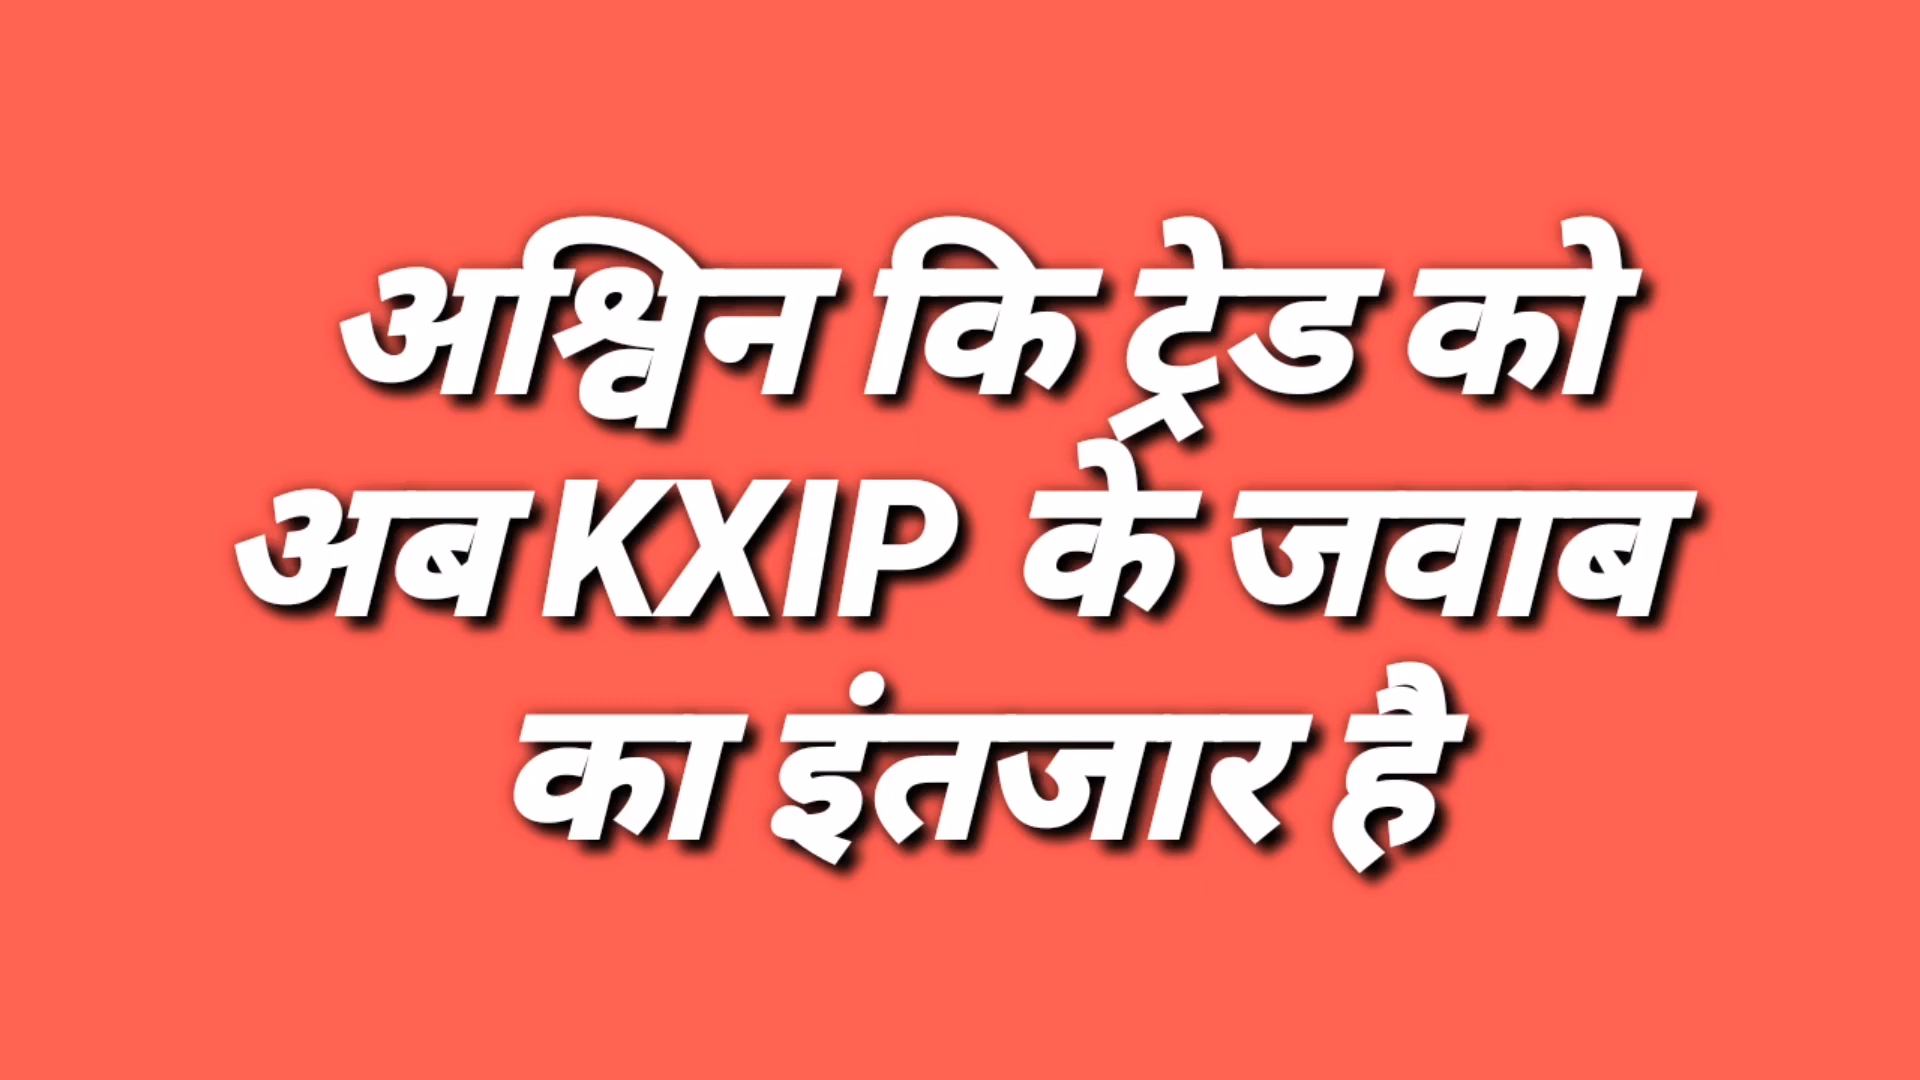 अश्विन कि ट्रेड को
अब KXIP के जवाब
का इंतजार है